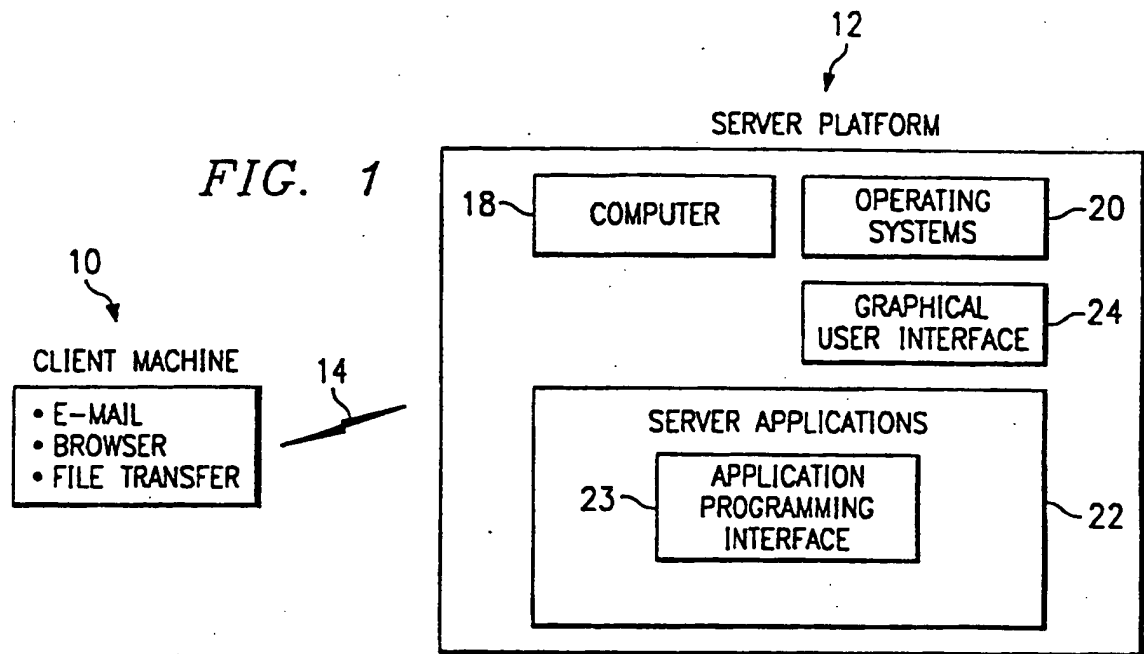 12
SERVER PLATFORM
FIG. 1
18
COMPUTER
OPERATING
SYSTEMS
20
10
GRAPHICAL
USER INTERFACE
24
CLIENT MACHINE
14
• E-MAIL
• BROWSER
• FILE TRANSFER
SERVER APPLICATIONS
23
APPLICATION
PROGRAMMING
INTERFACE
22